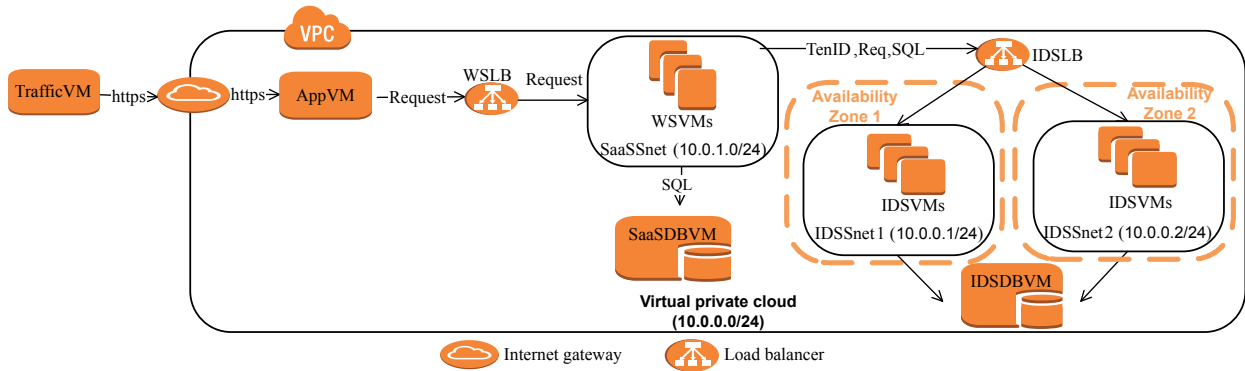 VPC
TrafficVM
https
https
AppVM
Request
WSLB
Request
WSVMs
SaaSSnet (10.0.1.0/24)
TenID ,Req,SQL
IDSLB
Availability
Zone 1
Availability
Zone 2
IDSVMs
IDSSnet1 (10.0.0.1/24)
IDSVMs
IDSSnet2 (10.0.0.2/24)
SQL
SaaSDBVM
IDSDBVM
Virtual private cloud
(10.0.0.0/24)
Internet gateway
Load balancer